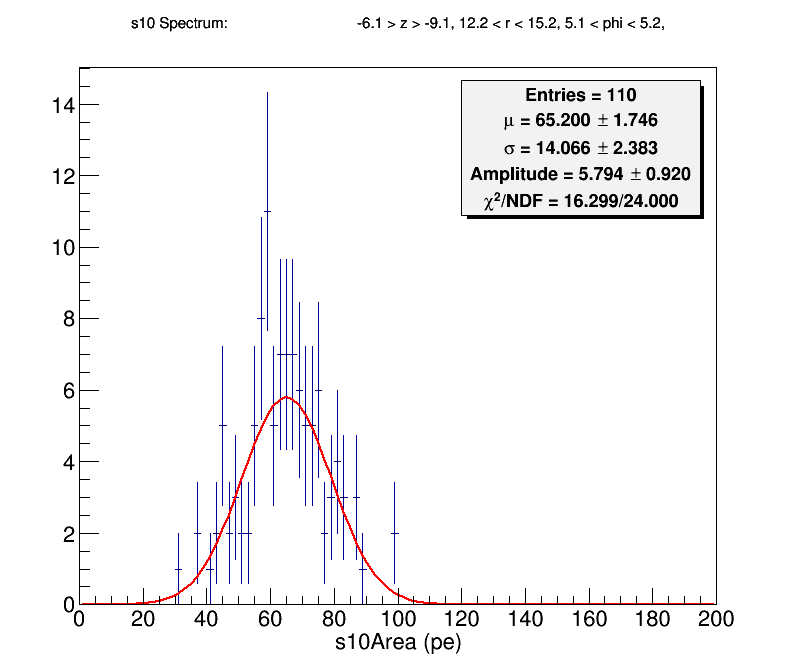 s10 Spectrum: -6.1 > z > -9.1, 12.2 < r < 15.2, 5.1 < phi < 5.2,
Entries = 110
μ = 65.200 ± 1.746
σ = 14.066 ± 2.383
Amplitude = 5.794 ± 0.920
χ²/NDF = 16.299/24.000
14
12
10
8
6
4
2
0
0 20 40 60 80 100 120 140 160 180 200
s10Area (pe)